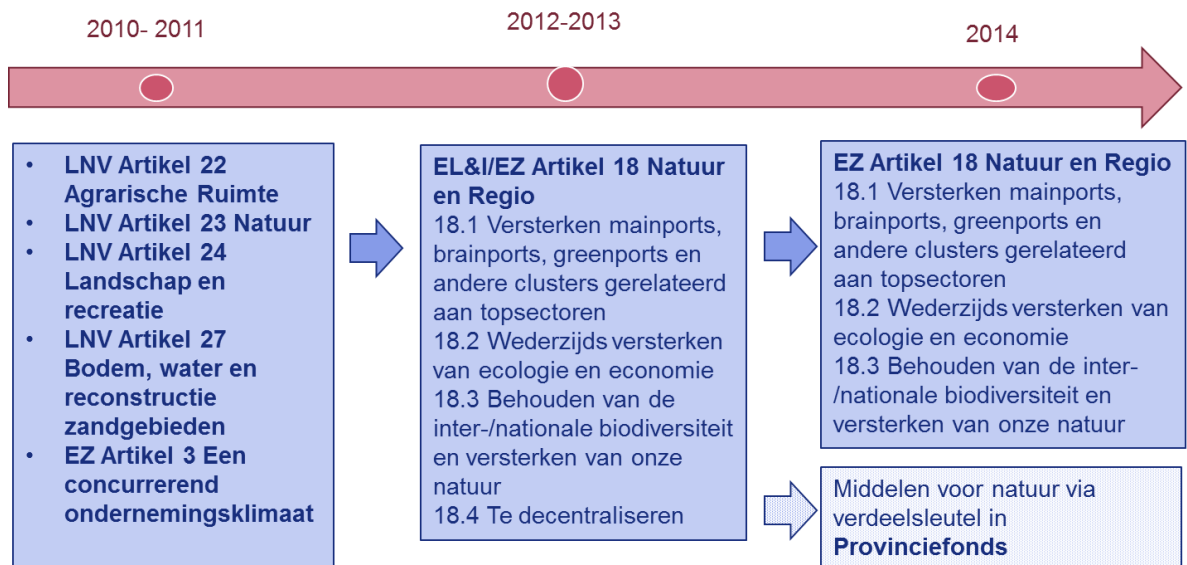 2010- 2011
2012-2013
2014
• LNV Artikel 22
Agrarische Ruimte
• LNV Artikel 23 Natuur
• LNV Artikel 24
Landschap en
recreatie
• LNV Artikel 27
Bodem, water en
reconstructie
zandgebieden
• EZ Artikel 3 Een
concurrerend
ondernemingsklimaat
EL&I/EZ Artikel 18 Natuur
en Regio
18.1 Versterken mainports,
brainports, greenports en
andere clusters gerelateerd
aan topsectoren
18.2 Wederzijds versterken
van ecologie en economie
18.3 Behouden van de
inter-/nationale biodiversiteit
en versterken van onze
natuur
18.4 Te decentraliseren
EZ Artikel 18 Natuur en Regio
18.1 Versterken mainports,
brainports, greenports en
andere clusters gerelateerd
aan topsectoren
18.2 Wederzijds versterken van
ecologie en economie
18.3 Behouden van de inter-
/nationale biodiversiteit en
versterken van onze natuur
Middelen voor natuur via
verdeelsleutel in
Provinciefonds